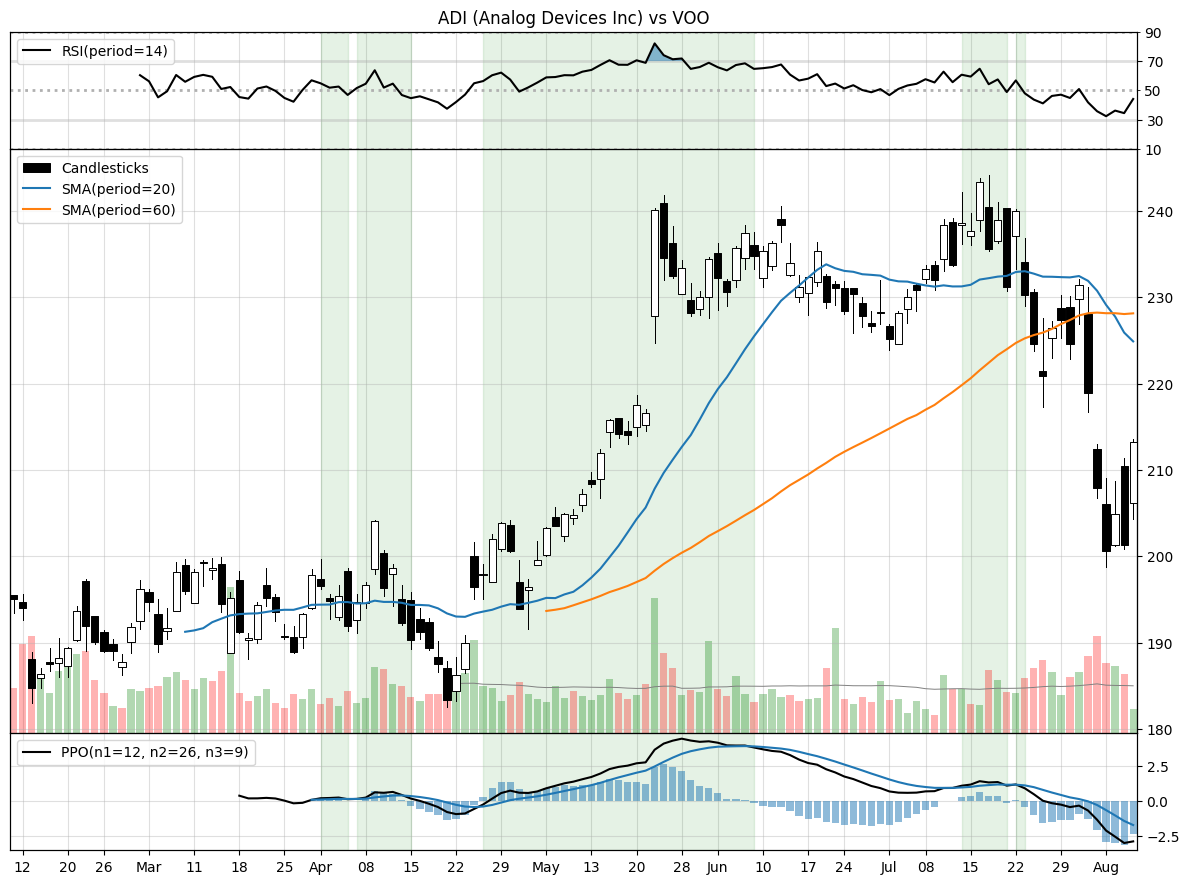 ADI (Analog Devices Inc) vs VOO
RSI(period=14)
90
70
50
30
10
Candlesticks
SMA(period=20)
SMA(period=60)
240
230
220
210
200
190
180
PPO(n1=12, n2=26, n3=9)
2.5
0.0
−2.5
12 20 26 Mar 11 18 25 Apr 08 15 22 29 May 13 20 28 Jun 10 17 24 Jul 08 15 22 29 Aug